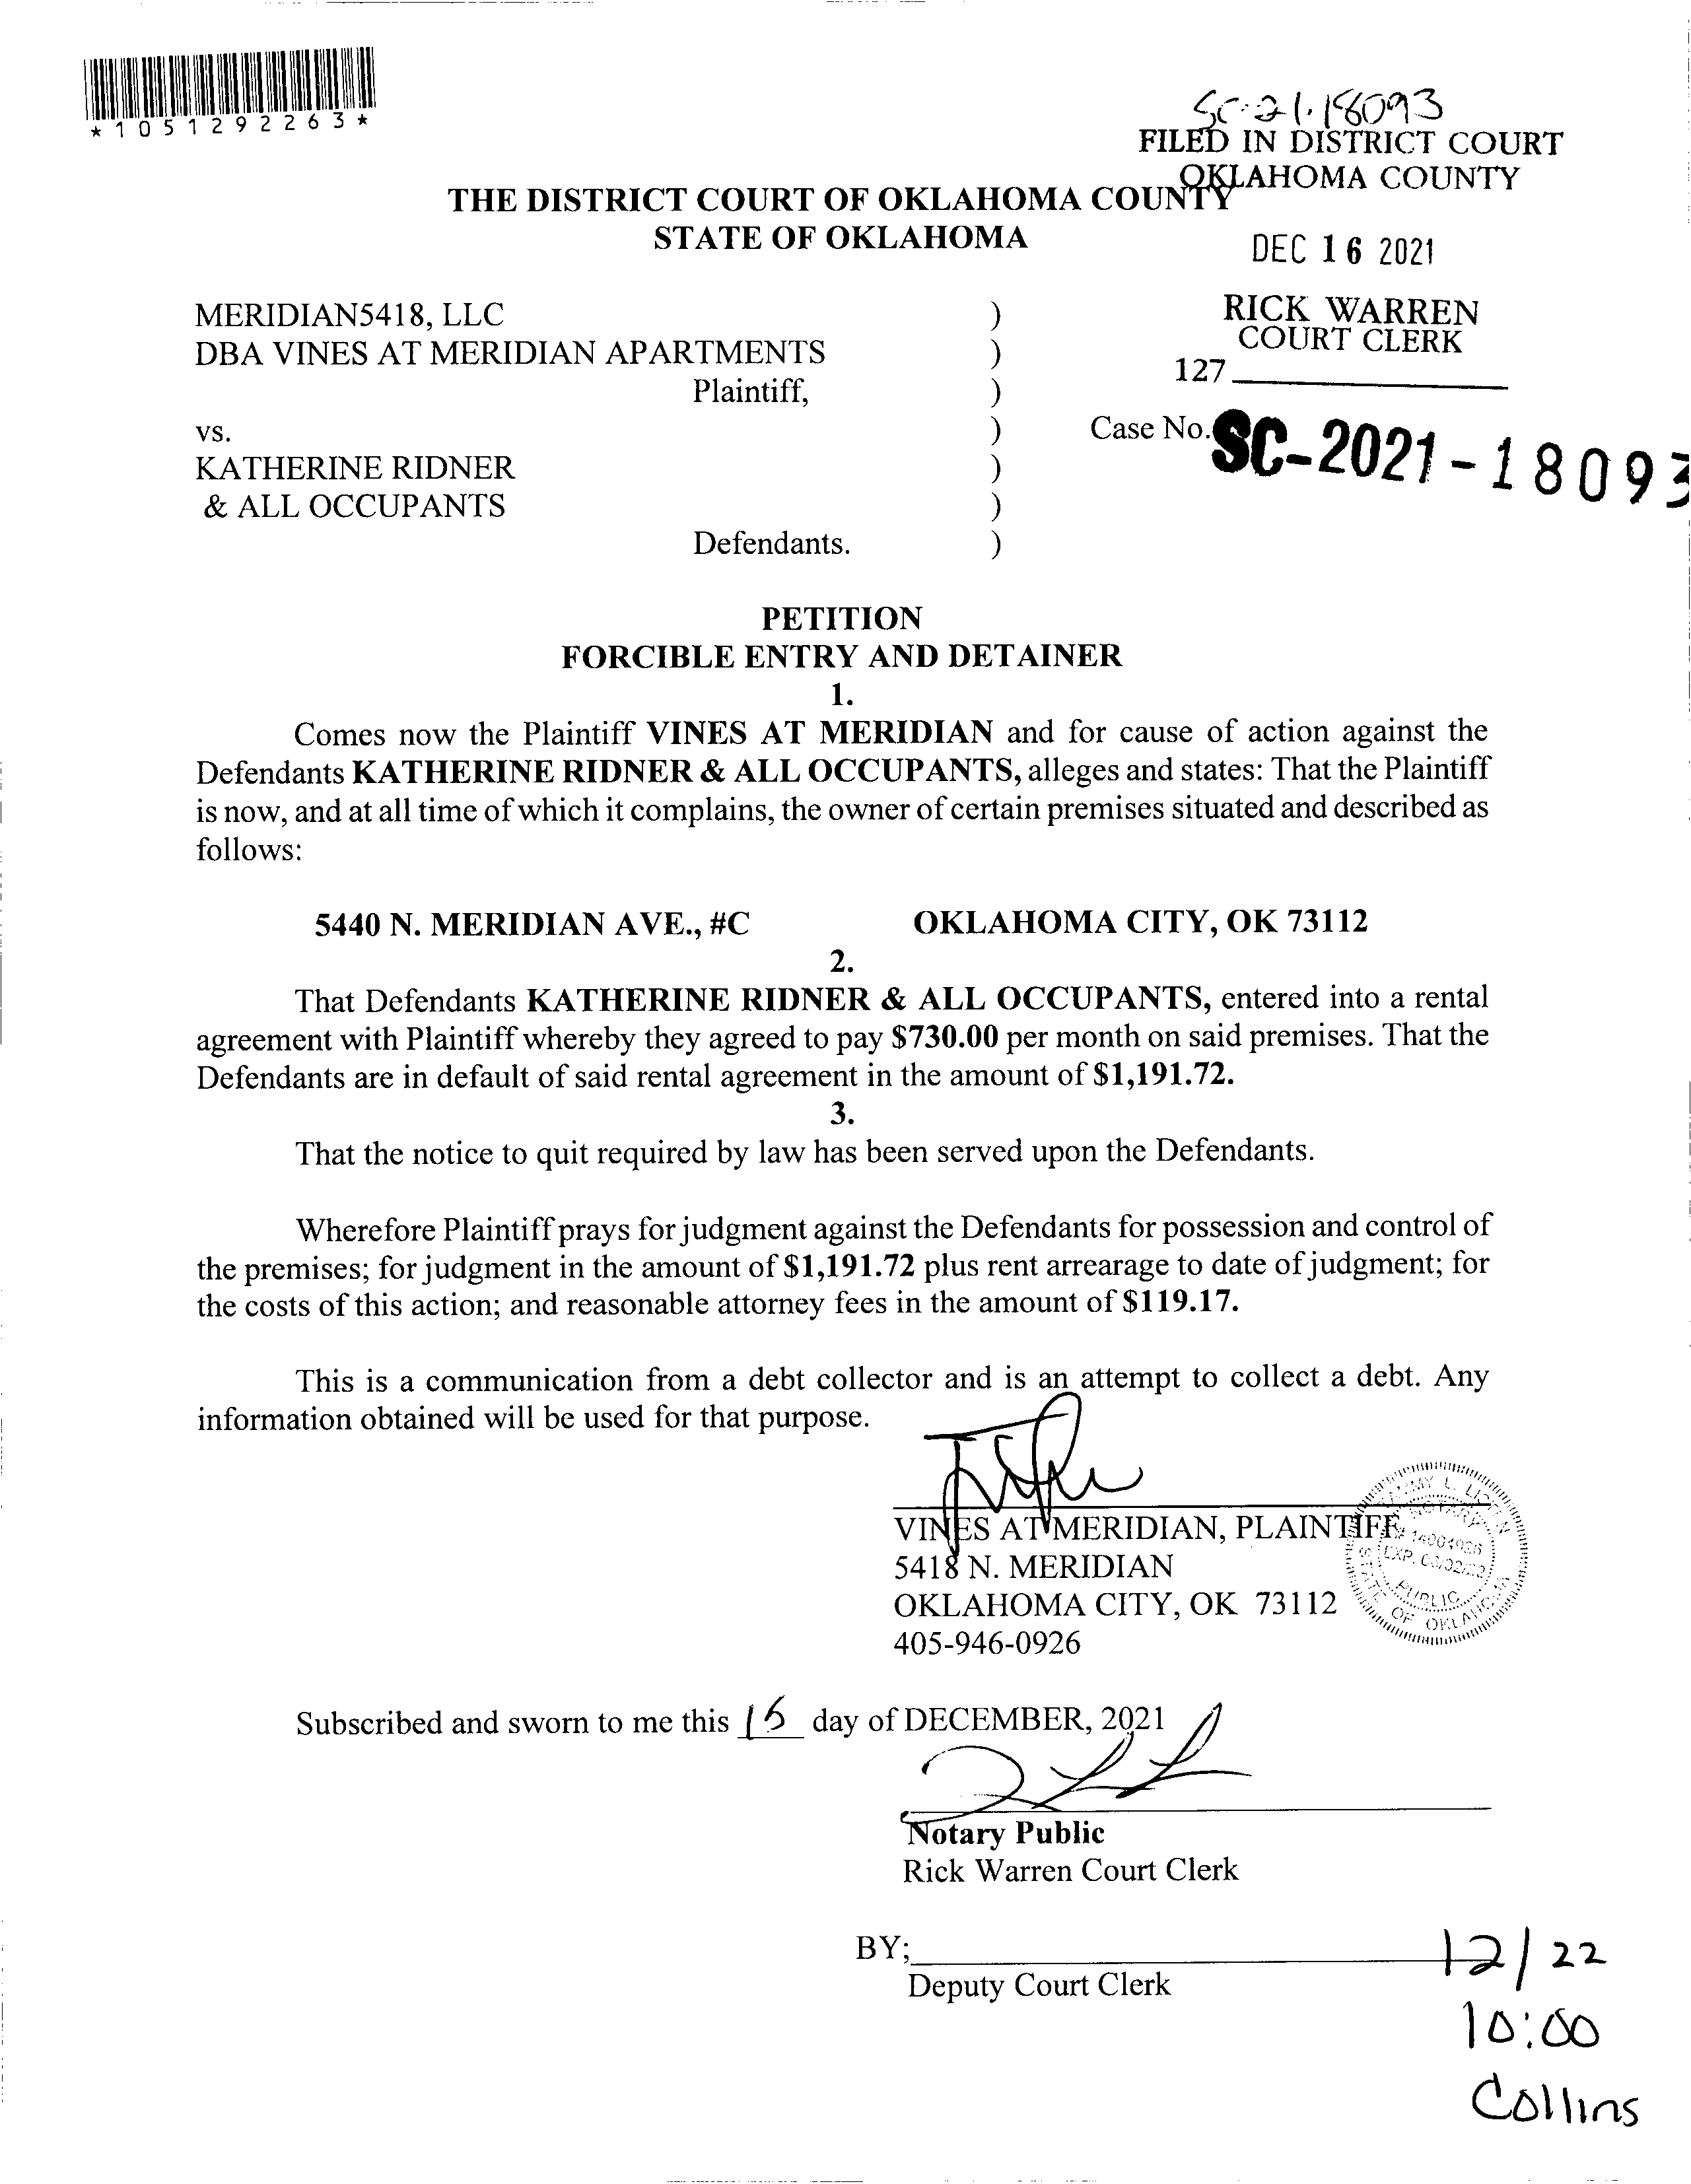 *1051292263*
SC-21-18093
FILED IN DISTRICT COURT
OKLAHOMA COUNTY
THE DISTRICT COURT OF OKLAHOMA COUNTY
STATE OF OKLAHOMA
DEC 16 2021
MERIDIAN5418, LLC )
RICK WARREN
DBA VINES AT MERIDIAN APARTMENTS )
COURT CLERK
Plaintiff, )
127
vs. )
Case No. SC-2021-18093
KATHERINE RIDNER )
& ALL OCCUPANTS )
Defendants. )
PETITION
FORCIBLE ENTRY AND DETAINER
1.
Comes now the Plaintiff VINES AT MERIDIAN and for cause of action against the
Defendants KATHERINE RIDNER & ALL OCCUPANTS, alleges and states: That the Plaintiff
is now, and at all time of which it complains, the owner of certain premises situated and described as
follows:
5440 N. MERIDIAN AVE., #C OKLAHOMA CITY, OK 73112
2.
That Defendants KATHERINE RIDNER & ALL OCCUPANTS, entered into a rental
agreement with Plaintiff whereby they agreed to pay $730.00 per month on said premises. That the
Defendants are in default of said rental agreement in the amount of $1,191.72.
3.
That the notice to quit required by law has been served upon the Defendants.
Wherefore Plaintiff prays for judgment against the Defendants for possession and control of
the premises; for judgment in the amount of $1,191.72 plus rent arrearage to date of judgment; for
the costs of this action; and reasonable attorney fees in the amount of $119.17.
This is a communication from a debt collector and is an attempt to collect a debt. Any
information obtained will be used for that purpose.
VINES AT MERIDIAN, PLAINTIFF
5418 N. MERIDIAN
OKLAHOMA CITY, OK 73112
405-946-0926
NOTARY
PUBLIC
STATE OF OKLAHOMA
Subscribed and sworn to me this 15 day of DECEMBER, 2021
Notary Public
Rick Warren Court Clerk
BY;
Deputy Court Clerk
12/22
10:00
Collins